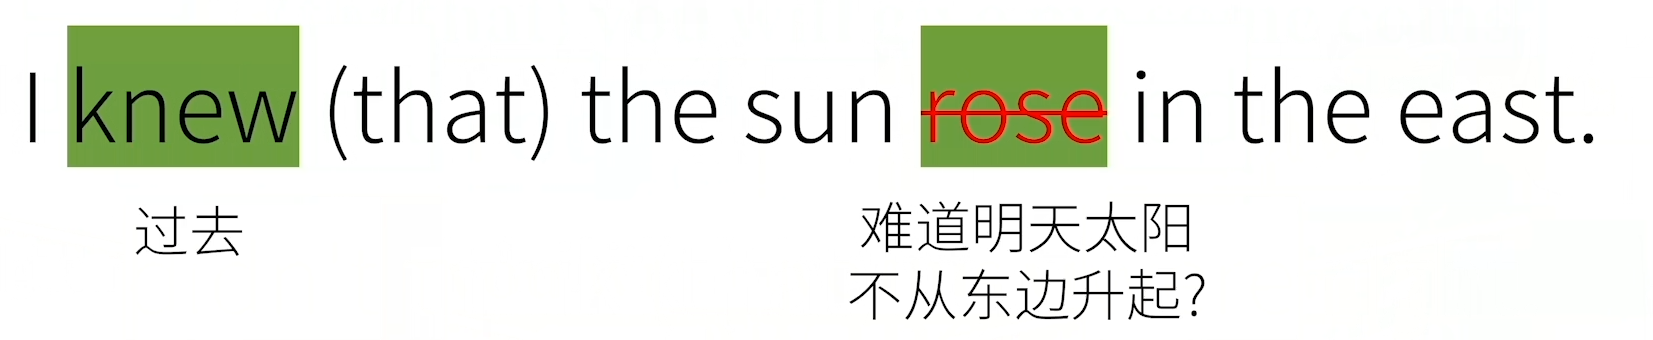 I knew (that) the sun rose in the east.
过去
难道明天太阳
不从东边升起?